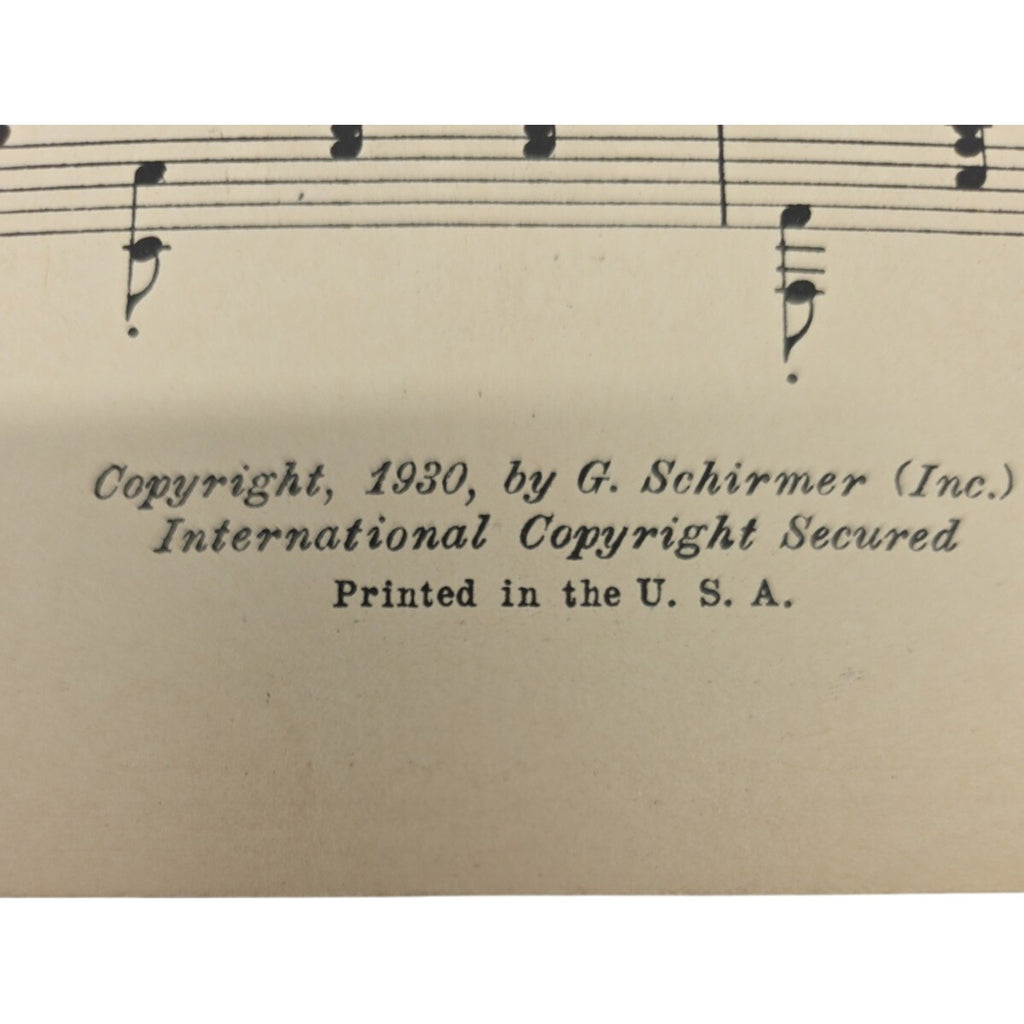 Copyright, 1930, by G. Schirmer (Inc.)
International Copyright Secured
Printed in the U. S. A.